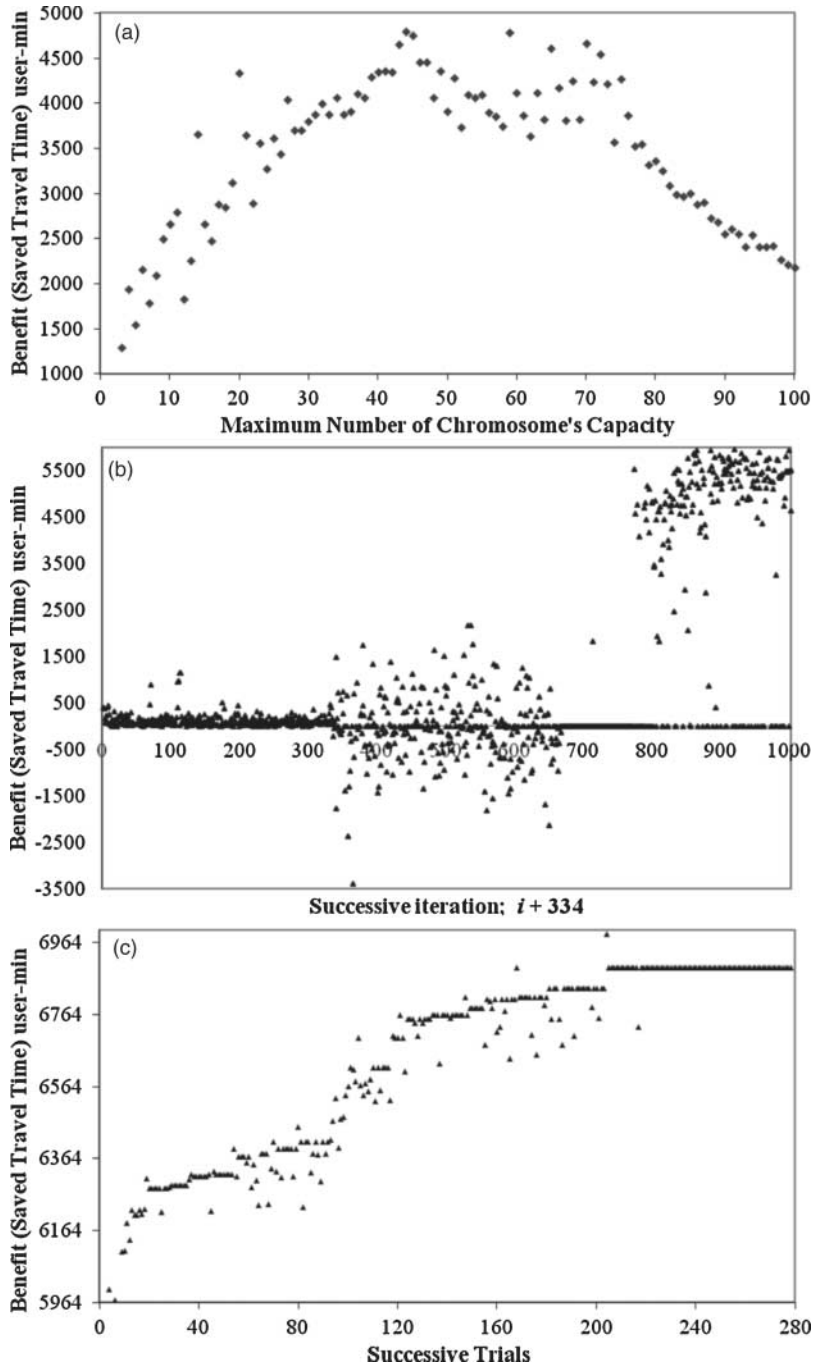 (a)
Benefit (Saved Travel Time) user-min
5000
4500
4000
3500
3000
2500
2000
1500
1000
0 10 20 30 40 50 60 70 80 90 100
Maximum Number of Chromosome's Capacity
(b)
Benefit (Saved Travel Time) user-min
5500
4500
3500
2500
1500
500
-500
-1500
-2500
-3500
0 100 200 300 400 500 600 700 800 900 1000
Successive iteration; i + 334
(c)
Benefit (Saved Travel Time) user-min
6964
6764
6564
6364
6164
5964
0 40 80 120 160 200 240 280
Successive Trials